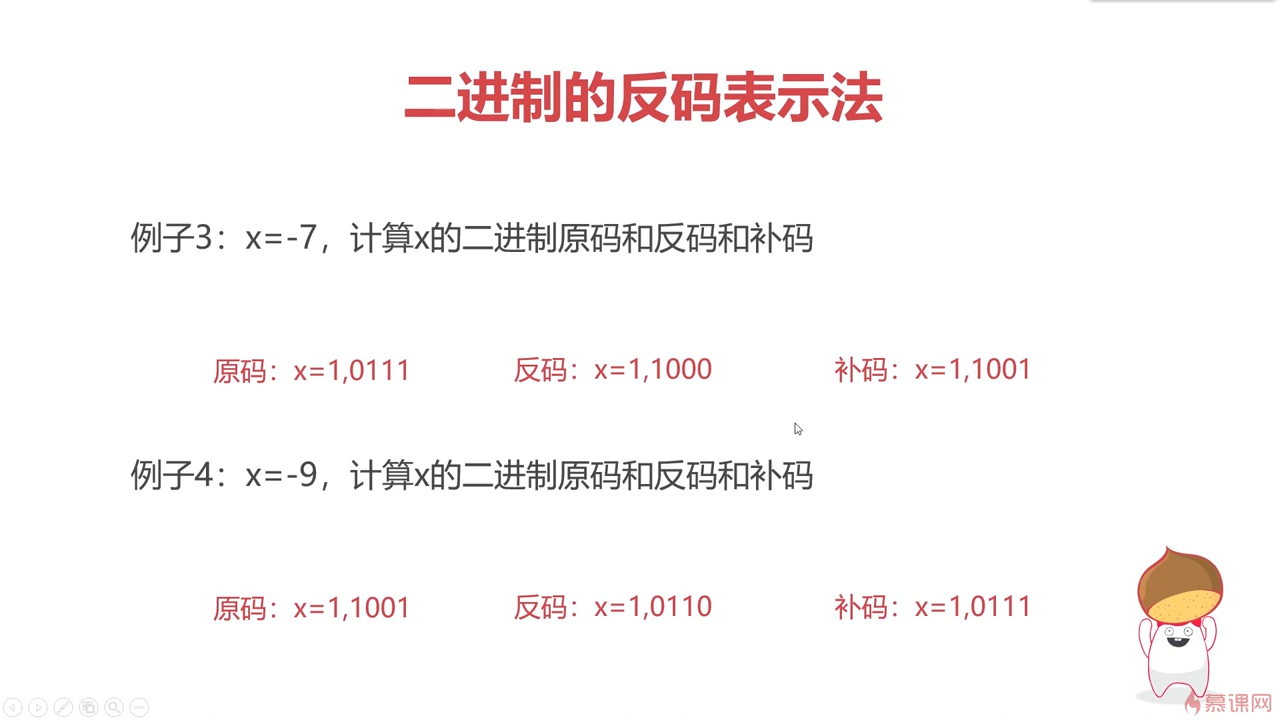 二进制的反码表示法
例子3：x=-7，计算x的二进制原码和反码和补码
原码：x=1,0111 反码：x=1,1000 补码：x=1,1001
例子4：x=-9，计算x的二进制原码和反码和补码
原码：x=1,1001 反码：x=1,0110 补码：x=1,0111
慕课网